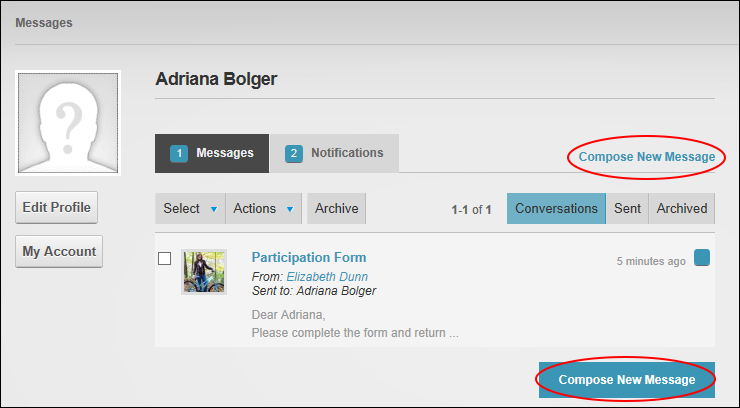 Messages
Adriana Bolger
1 Messages 2 Notifications
Compose New Message
Edit Profile
My Account
Select Actions Archive 1-1 of 1 Conversations Sent Archived
Participation Form
5 minutes ago
From: Elizabeth Dunn
Sent to: Adriana Bolger
Dear Adriana,
Please complete the form and return ...
Compose New Message